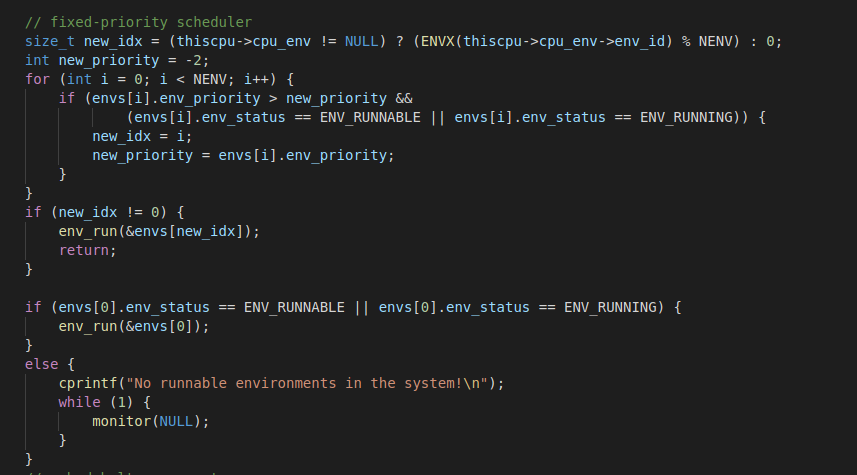 // fixed-priority scheduler
size_t new_idx = (thiscpu->cpu_env != NULL) ? (ENVX(thiscpu->cpu_env->env_id) % NENV) : 0;
int new_priority = -2;
for (int i = 0; i < NENV; i++) {
    if (envs[i].env_priority > new_priority &&
            (envs[i].env_status == ENV_RUNNABLE || envs[i].env_status == ENV_RUNNING)) {
        new_idx = i;
        new_priority = envs[i].env_priority;
    }
}
if (new_idx != 0) {
    env_run(&envs[new_idx]);
    return;
}

if (envs[0].env_status == ENV_RUNNABLE || envs[0].env_status == ENV_RUNNING) {
    env_run(&envs[0]);
}
else {
    cprintf("No runnable environments in the system!\n");
    while (1) {
        monitor(NULL);
    }
}